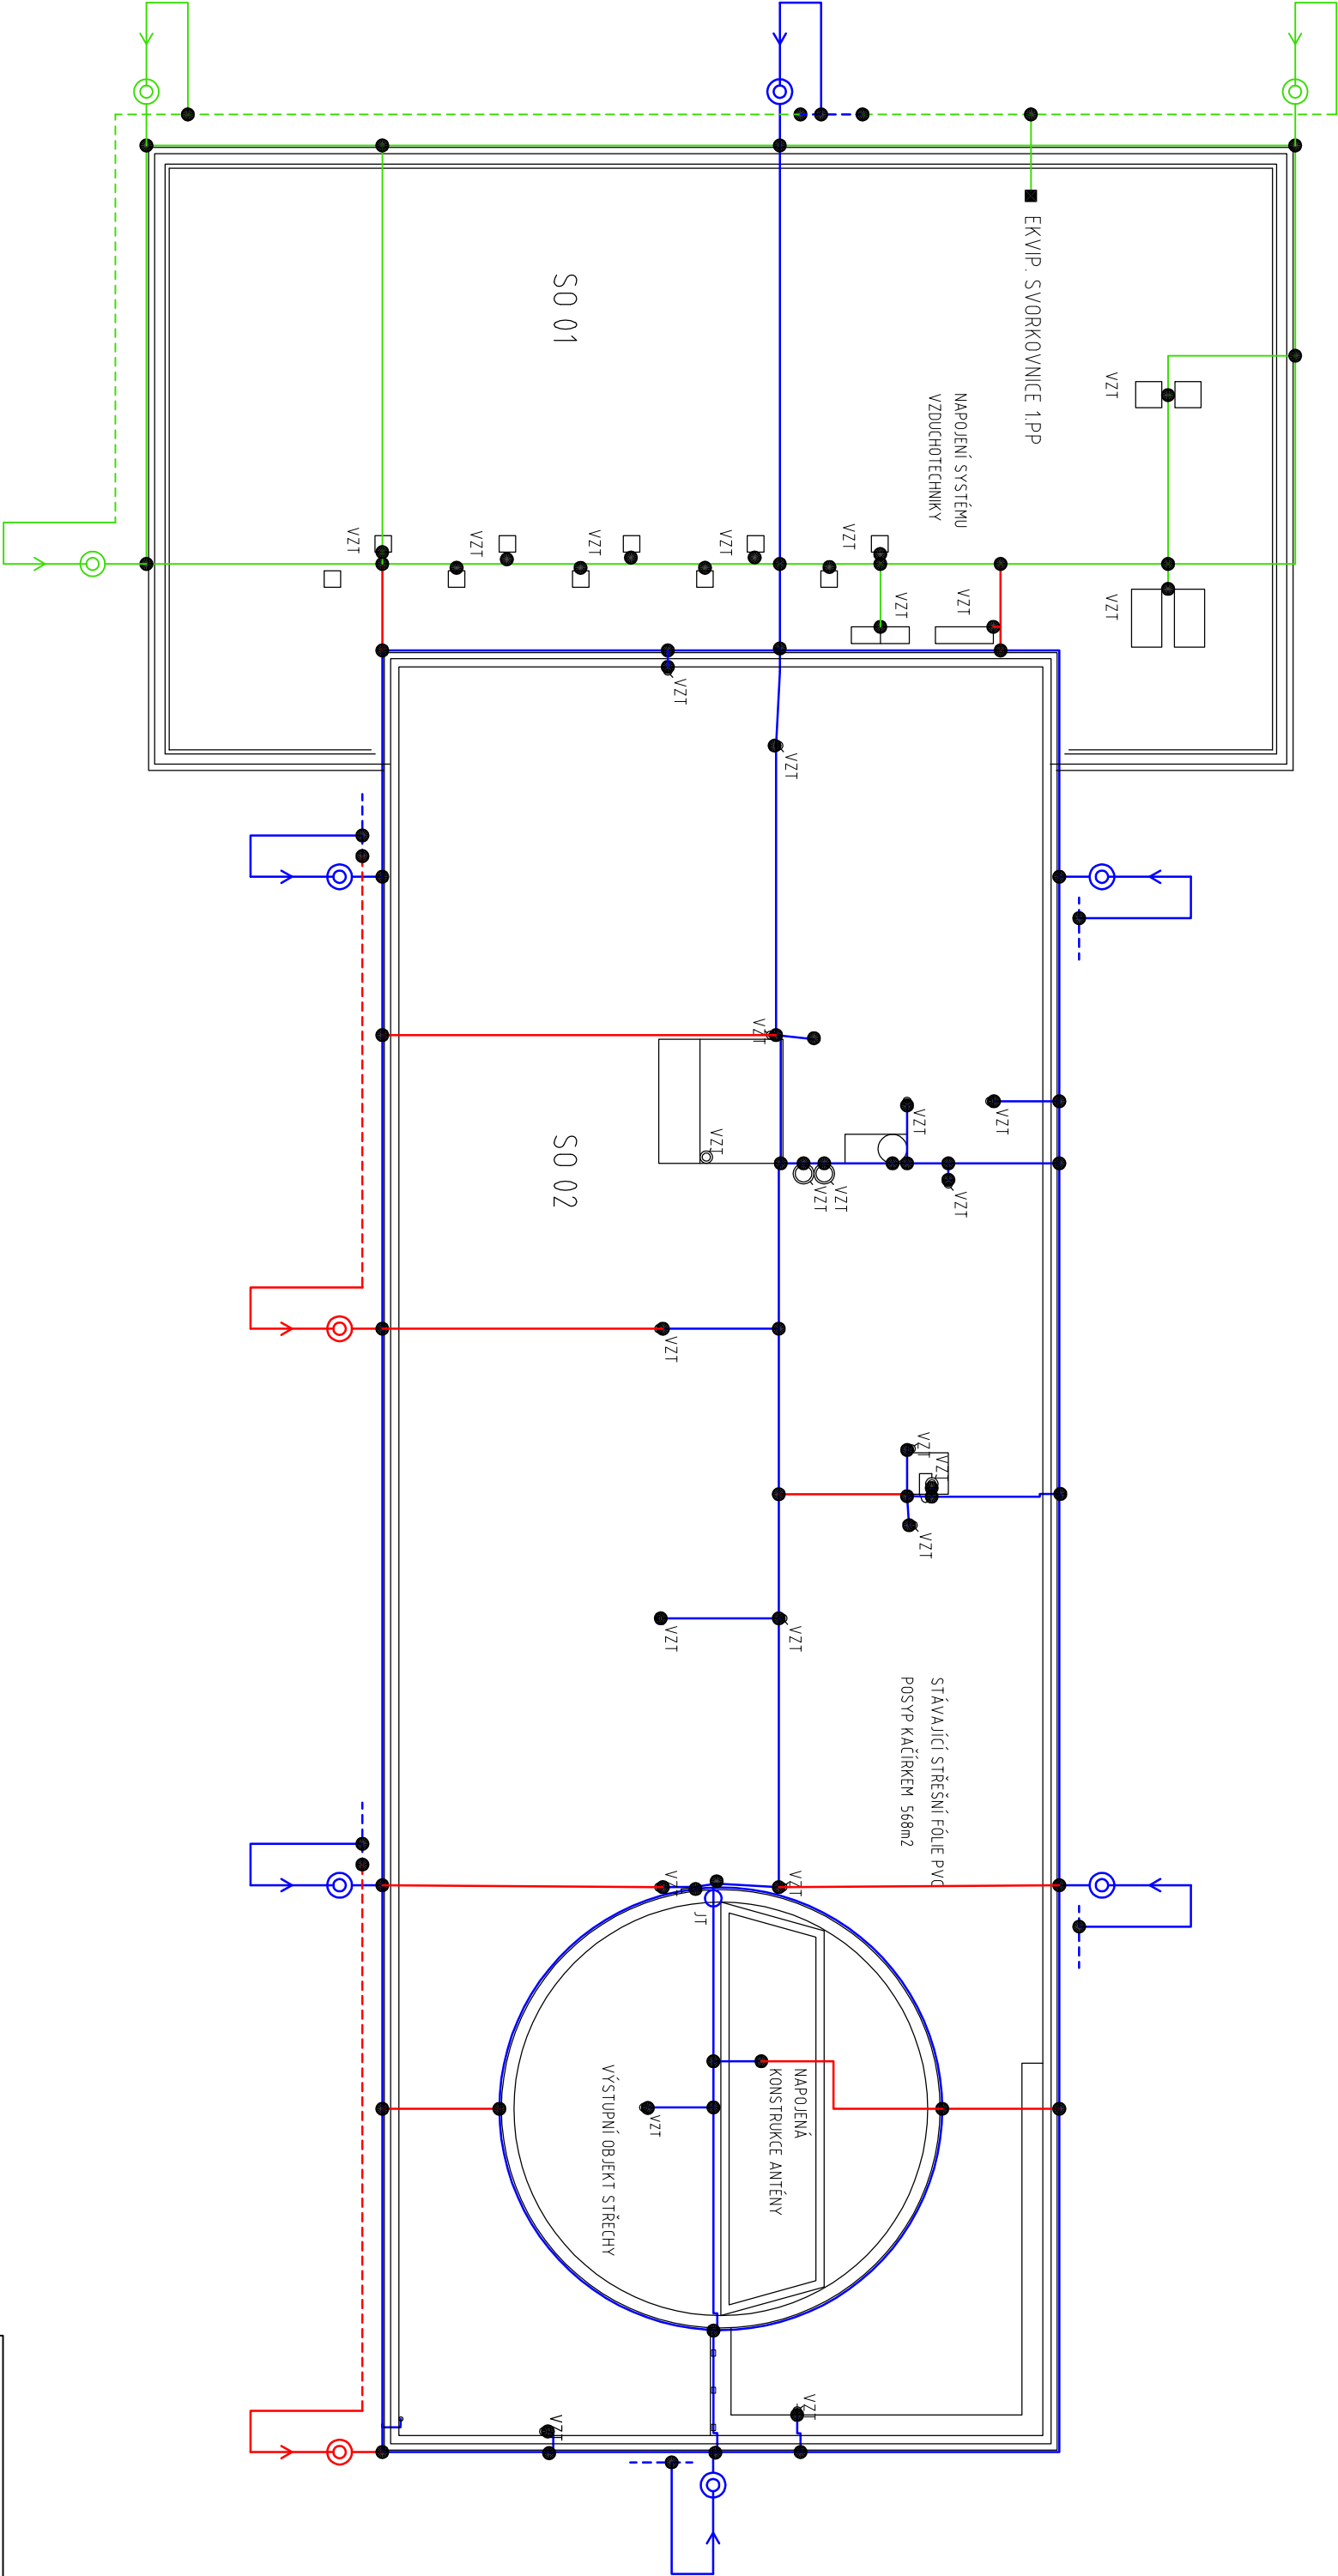 SO 01
EKVIP. SVORKOVNICE 1.PP
NAPOJENÍ SYSTÉMU
VZDUCHOTECHNIKY
VZT
VZT
VZT
VZT
VZT
VZT
VZT
VZT
VZT
VZT
VZT
VZT
SO 02
VZT
VZT
VZT
VZT
VZT
VZT
VZT
VZT
VZT
VZT
VZT
VZT
STÁVAJÍCÍ STŘEŠNÍ FÓLIE PVC
POSYP KAČÍRKEM 568m2
VZT
VZT
JT
NAPOJENÁ
KONSTRUKCE ANTÉNY
VZT
VÝSTUPNÍ OBJEKT STŘECHY
VZT
VZT